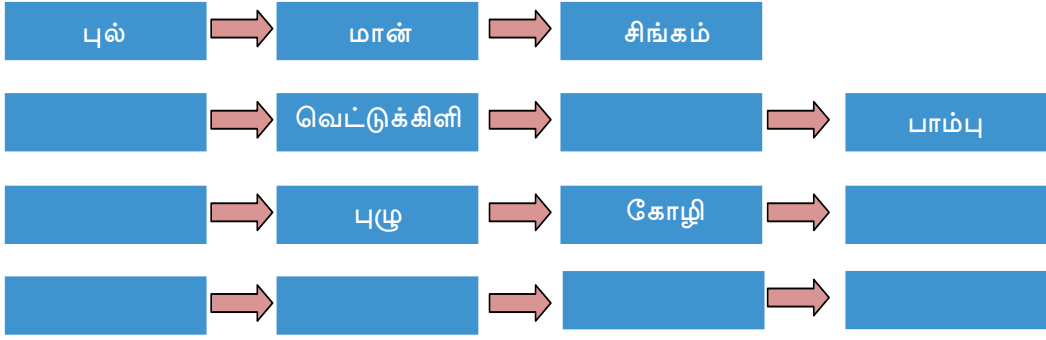 புல் மான் சிங்கம்
வெட்டுக்கிளி பாம்பு
புழு கோழி